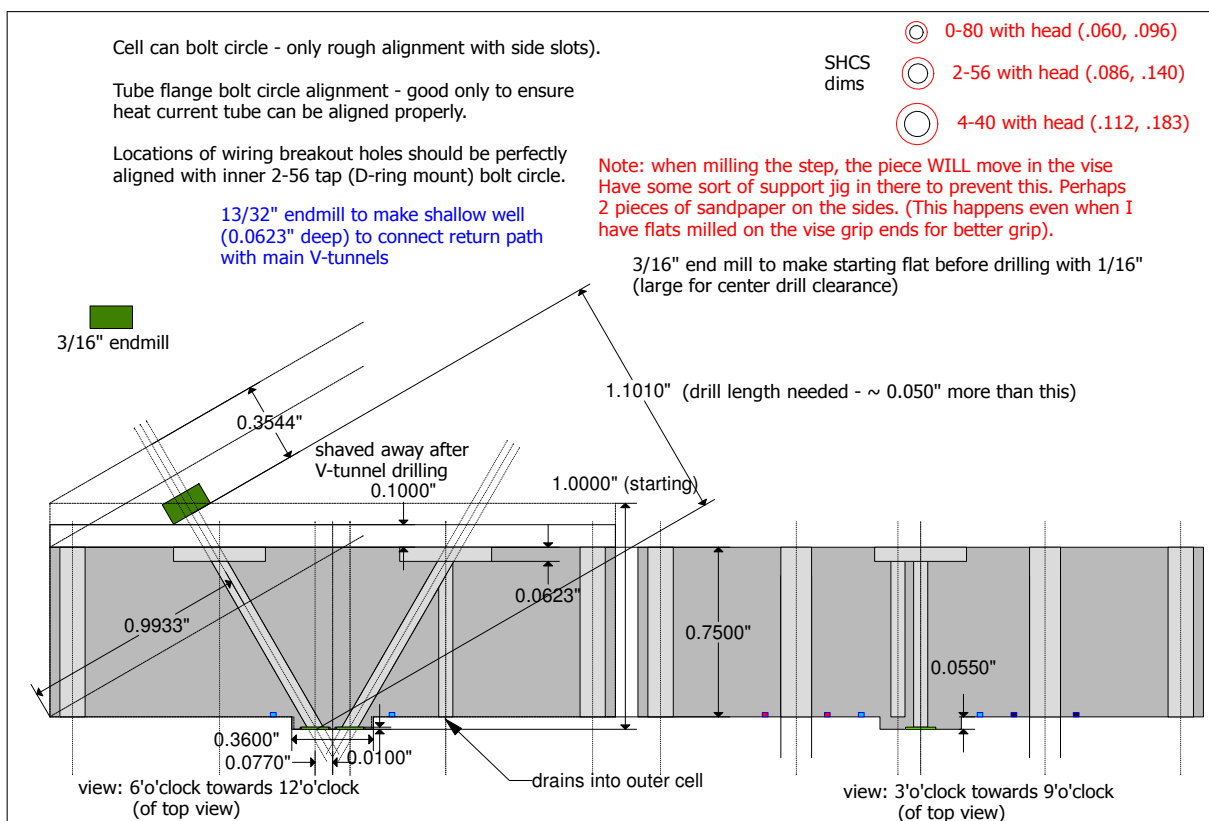 Cell can bolt circle - only rough alignment with side slots).
Tube flange bolt circle alignment - good only to ensure
heat current tube can be aligned properly.
Locations of wiring breakout holes should be perfectly
aligned with inner 2-56 tap (D-ring mount) bolt circle.
SHCS
dims
0-80 with head (.060, .096)
2-56 with head (.086, .140)
4-40 with head (.112, .183)
13/32" endmill to make shallow well
(0.0623" deep) to connect return path
with main V-tunnels
Note: when milling the step, the piece WILL move in the vise
Have some sort of support jig in there to prevent this. Perhaps
2 pieces of sandpaper on the sides. (This happens even when I
have flats milled on the vise grip ends for better grip).
3/16" end mill to make starting flat before drilling with 1/16"
(large for center drill clearance)
3/16" endmill
0.3544"
1.1010"
(drill length needed - ~ 0.050" more than this)
shaved away after
V-tunnel drilling
0.1000"
1.0000" (starting)
0.0623"
0.9933"
0.7500"
0.0550"
0.3600"
0.0770"
0.0100"
drains into outer cell
view: 6'o'clock towards 12'o'clock
(of top view)
view: 3'o'clock towards 9'o'clock
(of top view)